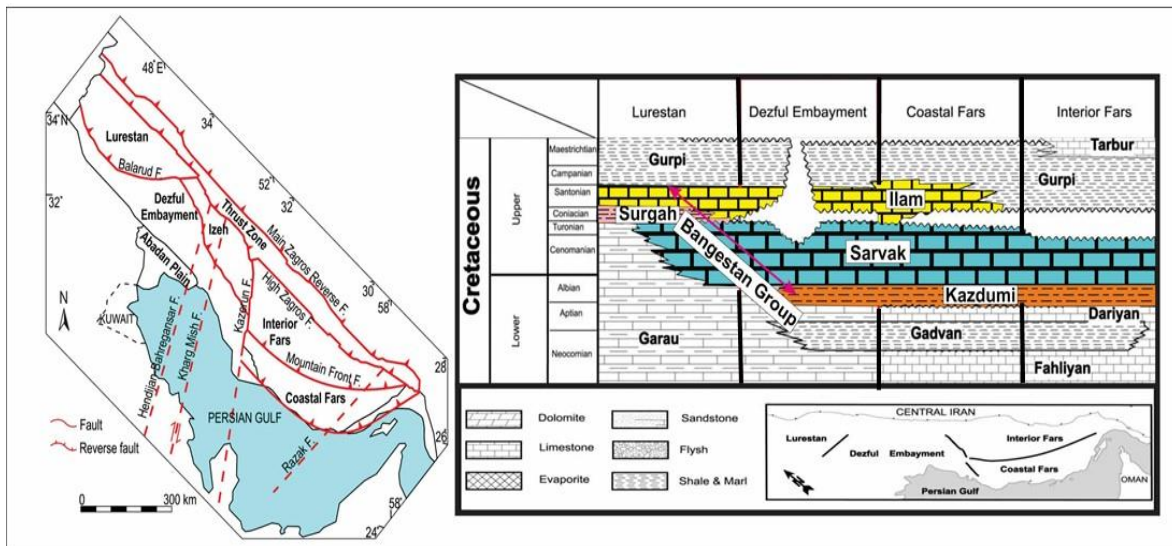 48°E
34°N
34
Lurestan
Balarud F.
52
32°
32
Dezful
Embayment
Izeh
Thrust Zone
Main Zagros Reverse F.
Abadan Plain
30
58°
N
KUWAIT
Hendijan-Bahregansar F.
Kharg Mish F.
Kazerun F.
High Zagros F.
Interior
Fars
Mountain Front F.
28°
Coastal Fars
PERSIAN GULF
Razak F.
26°
Fault
Reverse fault
0 300 km
58°
24°
Lurestan Dezful Embayment Coastal Fars Interior Fars
Cretaceous
Upper
Lower
Maestrichtian
Campanian
Santonian
Coniacian
Turonian
Cenomanian
Albian
Aptian
Neocomian
Tarbur
Gurpi
Gurpi
Ilam
Surgah
Bangestan Group
Sarvak
Kazdumi
Dariyan
Gadvan
Garau
Fahliyan
Dolomite
Sandstone
Limestone
Flysh
Evaporite
Shale & Marl
CENTRAL IRAN
Lurestan
Interior Fars
Dezful Embayment
Coastal Fars
N
Persian Gulf
OMAN